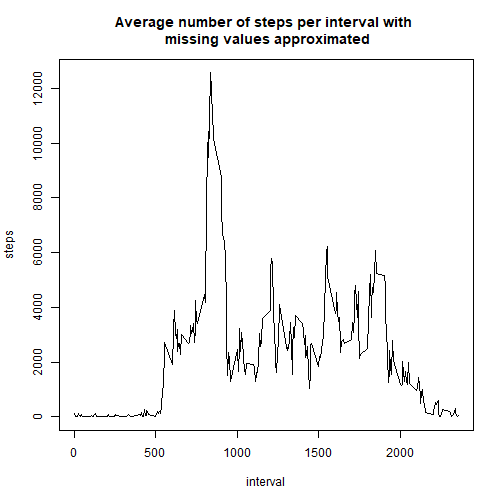 Average number of steps per interval with
missing values approximated
12000
10000
8000
6000
4000
2000
0
steps
0 500 1000 1500 2000
interval